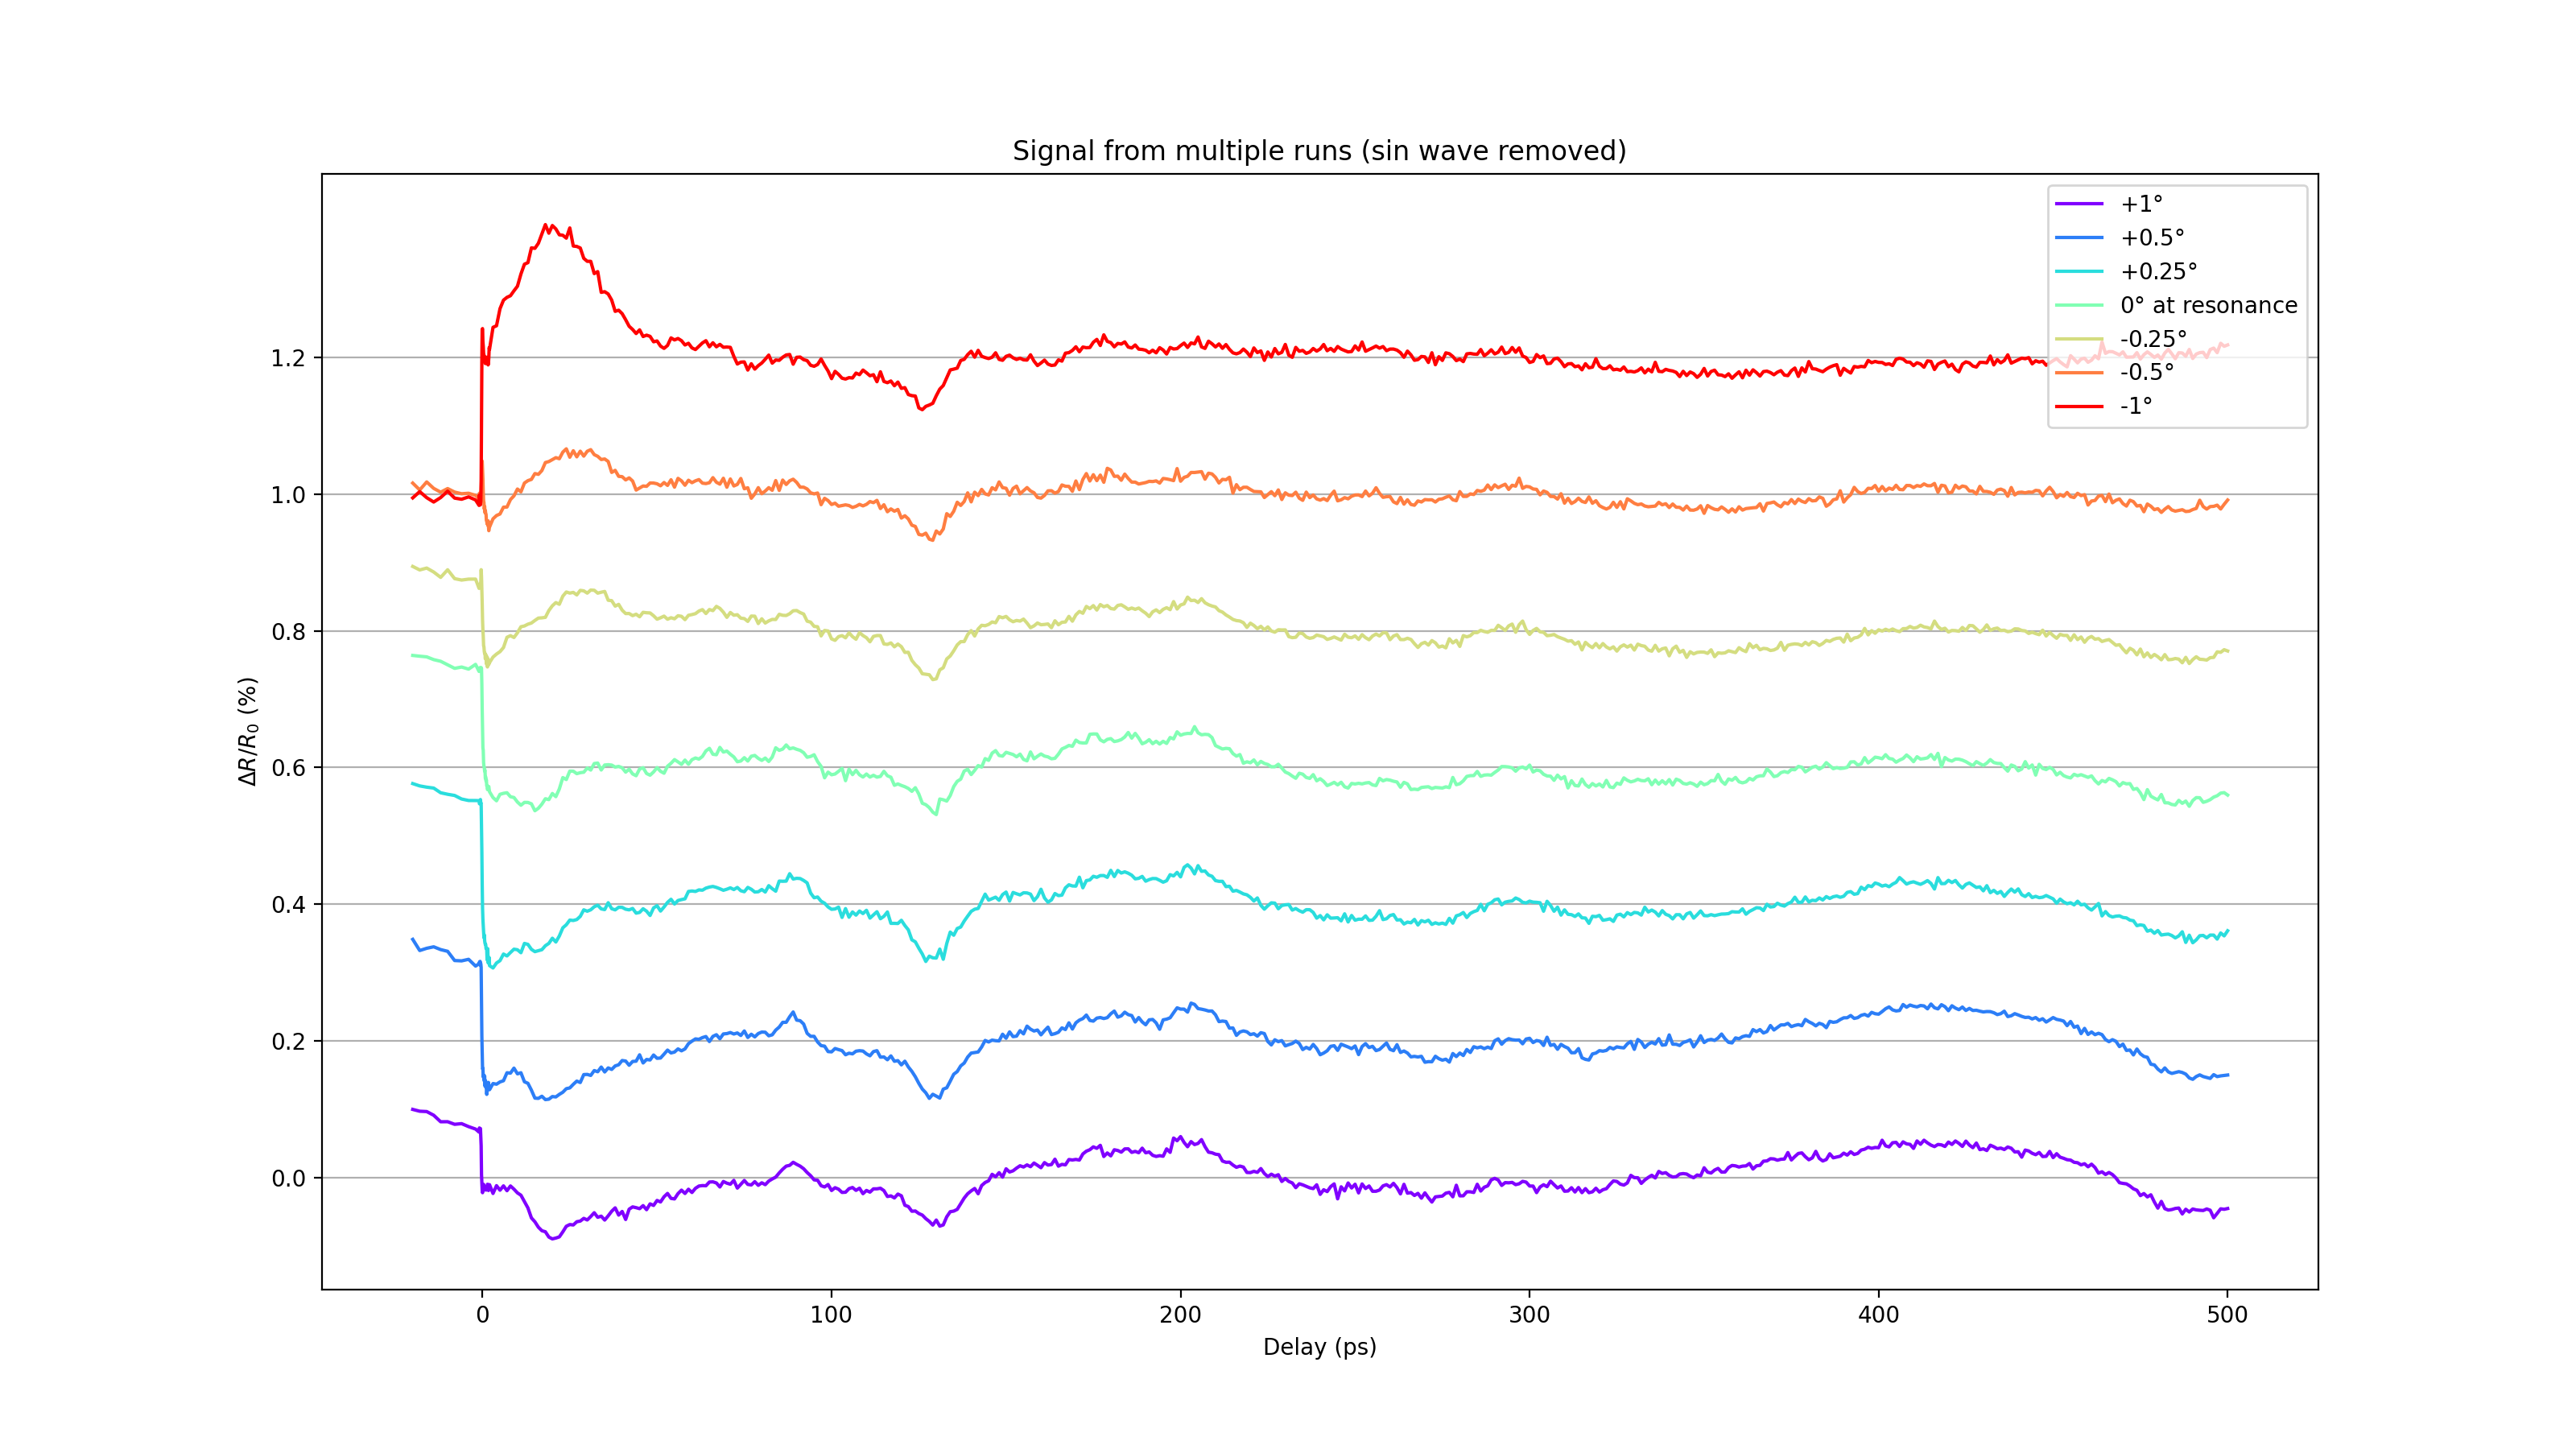 Signal from multiple runs (sin wave removed)
+1°
+0.5°
+0.25°
0° at resonance
-0.25°
-0.5°
-1°
1.2
1.0
0.8
0.6
0.4
0.2
0.0
ΔR/R₀ (%)
0 100 200 300 400 500
Delay (ps)